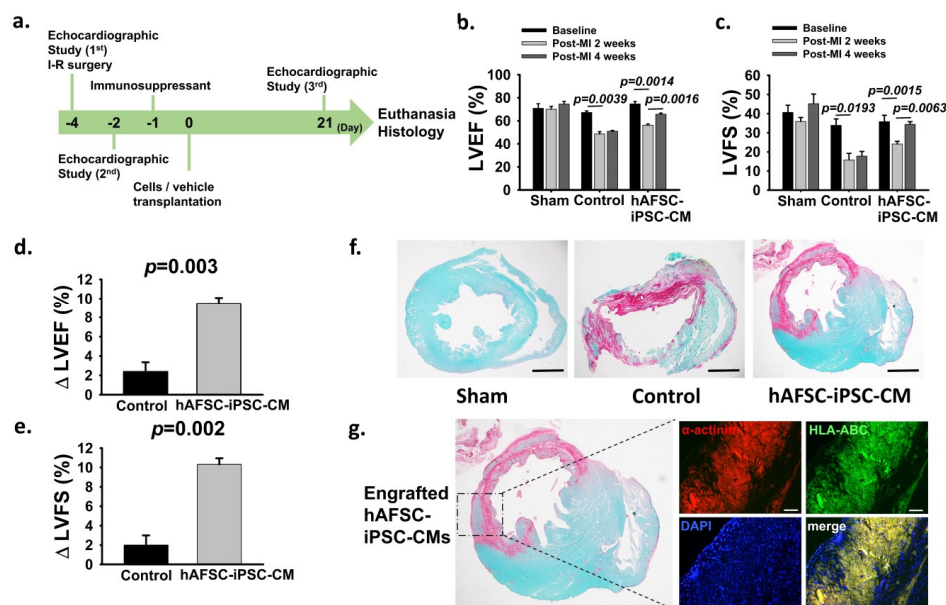 a.
Echocardiographic
Study (1st)
I-R surgery
Immunosuppressant
Echocardiographic
Study (3rd)
-4
-2
-1
0
21 (Day)
Euthanasia
Histology
Echocardiographic
Study (2nd)
Cells / vehicle
transplantation
b.
Baseline
Post-MI 2 weeks
Post-MI 4 weeks
LVEF (%)
100
80
60
40
20
0
p=0.0039
p=0.0014
p=0.0016
Sham
Control
hAFSC-
iPSC-CM
c.
Baseline
Post-MI 2 weeks
Post-MI 4 weeks
LVFS (%)
60
50
40
30
20
10
0
p=0.0193
p=0.0015
p=0.0063
Sham
Control
hAFSC-
iPSC-CM
d.
p=0.003
Δ LVEF (%)
12
10
8
6
4
2
0
Control
hAFSC-iPSC-CM
e.
p=0.002
Δ LVFS (%)
12
10
8
6
4
2
0
Control
hAFSC-iPSC-CM
f.
Sham
Control
hAFSC-iPSC-CM
g.
Engrafted
hAFSC-
iPSC-CMs
α-actinin
HLA-ABC
DAPI
merge